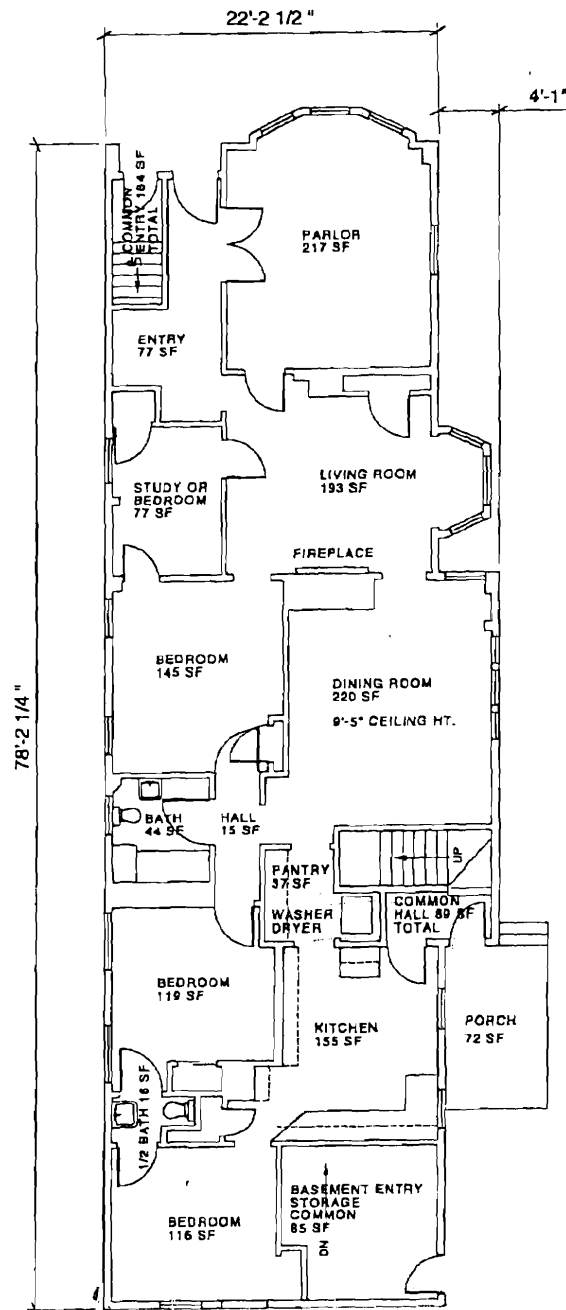 22'-2 1/2"
4'-1"
COMMON
ENTRY 184 SF
TOTAL
PARLOR
217 SF
ENTRY
77 SF
STUDY OR
BEDROOM
77 SF
LIVING ROOM
193 SF
FIREPLACE
BEDROOM
145 SF
DINING ROOM
220 SF
9'-5" CEILING HT.
78'-2 1/4"
BATH
44 SF
HALL
15 SF
UP
PANTRY
37 SF
WASHER
DRYER
COMMON
HALL 89 SF
TOTAL
BEDROOM
119 SF
KITCHEN
155 SF
PORCH
72 SF
1/2 BATH 16 SF
BEDROOM
116 SF
BASEMENT ENTRY
STORAGE
COMMON
85 SF
DN